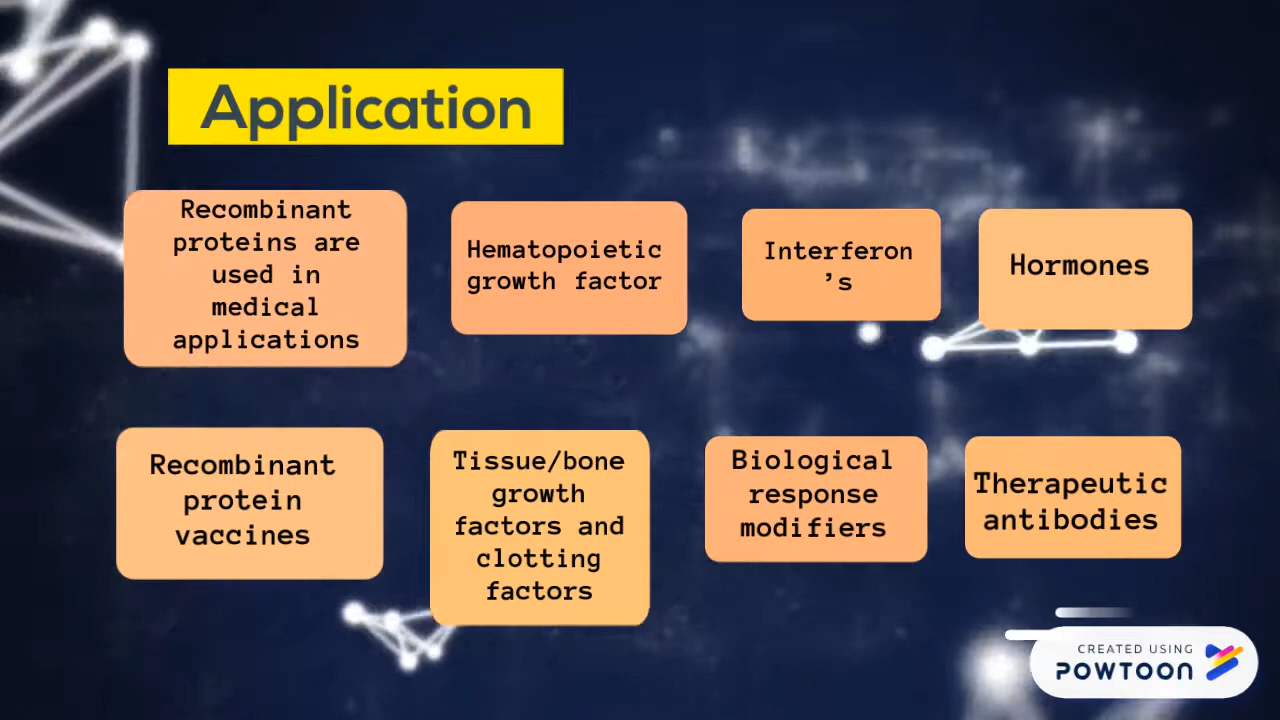 Application
Recombinant
proteins are
used in
medical
applications
Hematopoietic
growth factor
Interferon
’s
Hormones
Recombinant
protein
vaccines
Tissue/bone
growth
factors and
clotting
factors
Biological
response
modifiers
Therapeutic
antibodies
CREATED USING
POWTOON